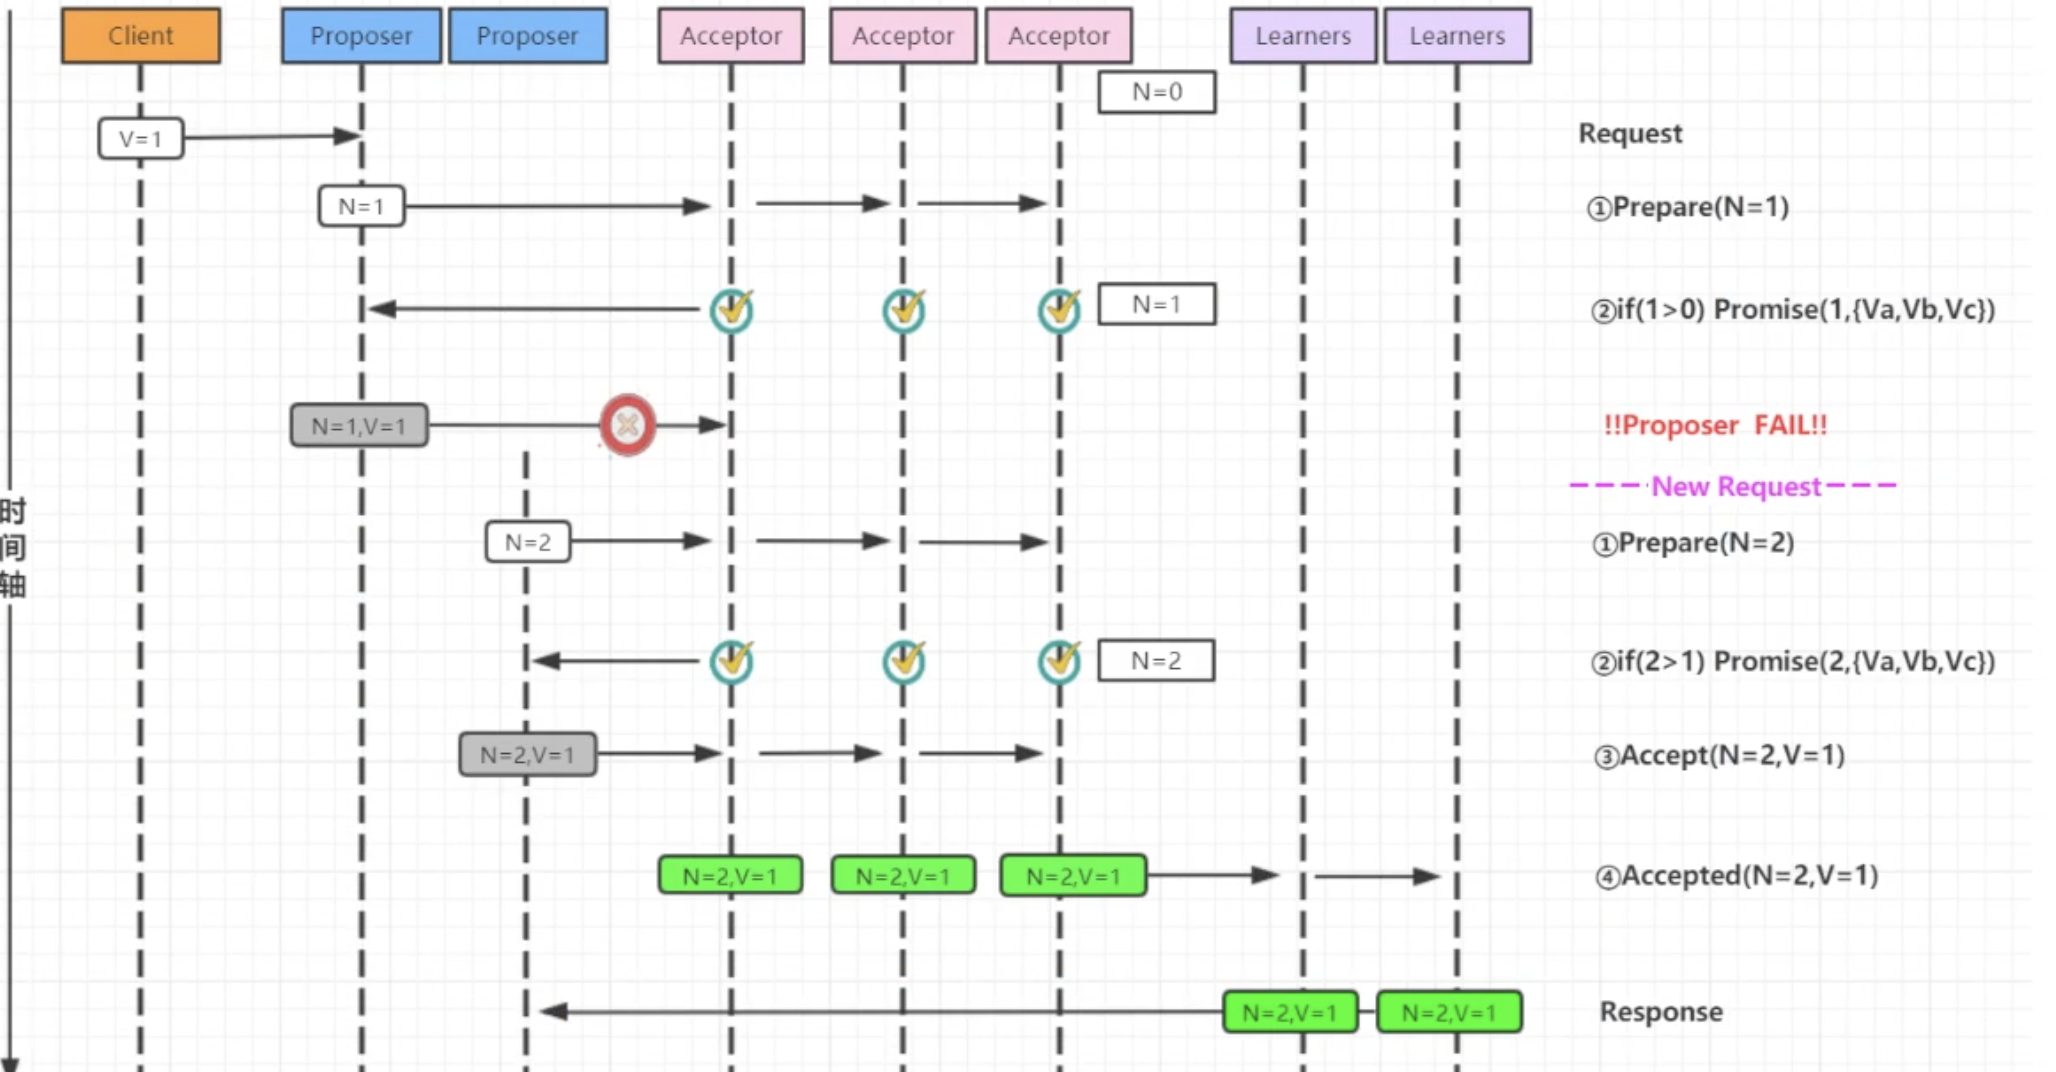 Client
Proposer
Proposer
Acceptor
Acceptor
Acceptor
Learners
Learners
N=0
V=1
Request
N=1
①Prepare(N=1)
N=1
②if(1>0) Promise(1,{Va,Vb,Vc})
N=1,V=1
!!Proposer FAIL!!
New Request
时间轴
N=2
①Prepare(N=2)
N=2
②if(2>1) Promise(2,{Va,Vb,Vc})
N=2,V=1
③Accept(N=2,V=1)
N=2,V=1
N=2,V=1
N=2,V=1
④Accepted(N=2,V=1)
N=2,V=1
N=2,V=1
Response